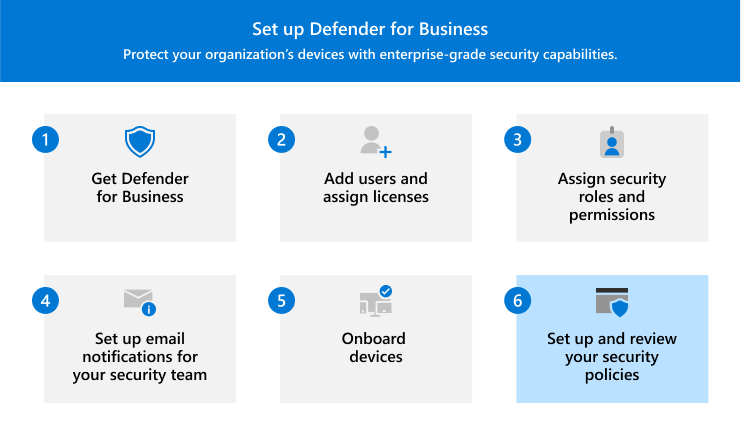 Set up Defender for Business
Protect your organization’s devices with enterprise-grade security capabilities.
1
Get Defender
for Business
2
Add users and
assign licenses
3
Assign security
roles and
permissions
4
Set up email
notifications for
your security team
5
Onboard
devices
6
Set up and review
your security
policies